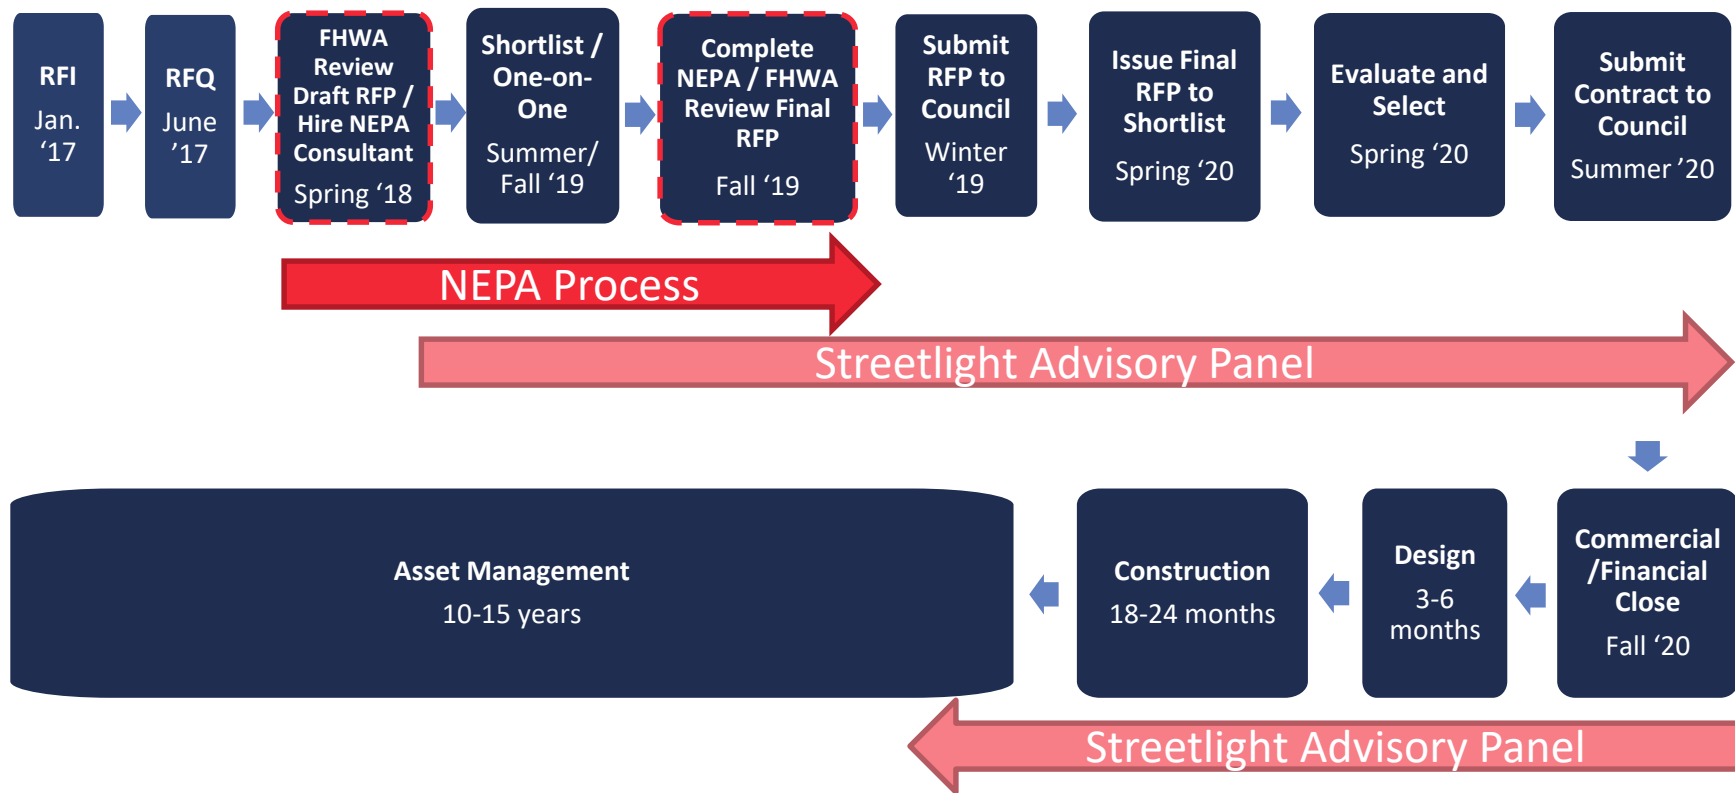 RFI
Jan.
‘17
RFQ
June
’17
FHWA
Review
Draft RFP /
Hire NEPA
Consultant
Spring ‘18
Shortlist /
One-on-
One
Summer/
Fall ‘19
Complete
NEPA / FHWA
Review Final
RFP
Fall ‘19
Submit
RFP to
Council
Winter
‘19
Issue Final
RFP to
Shortlist
Spring ‘20
Evaluate and
Select
Spring ‘20
Submit
Contract to
Council
Summer ’20
NEPA Process
Streetlight Advisory Panel
Commercial
/Financial
Close
Fall ‘20
Design
3-6
months
Construction
18-24 months
Asset Management
10-15 years
Streetlight Advisory Panel